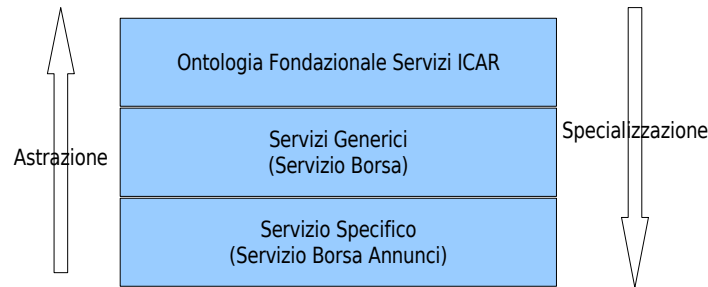 Ontologia Fondazionale Servizi ICAR
Servizi Generici
(Servizio Borsa)
Servizio Specifico
(Servizio Borsa Annunci)
Astrazione
Specializzazione